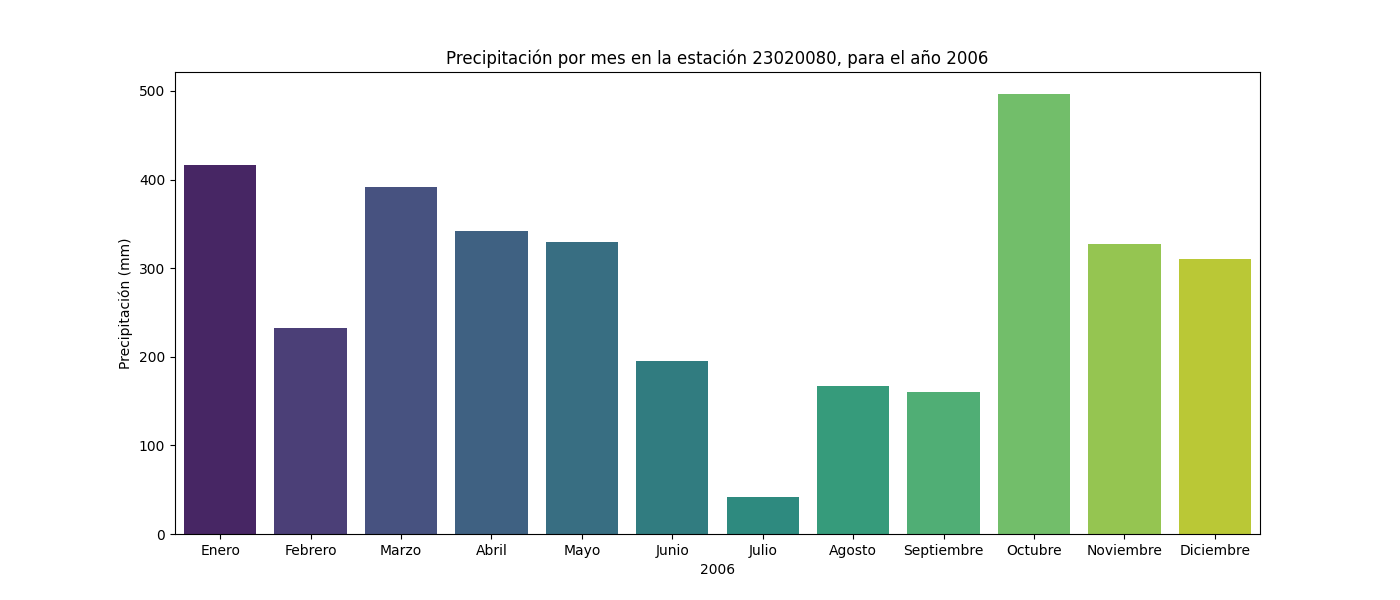 Precipitación por mes en la estación 23020080, para el año 2006
Precipitación (mm)
500
400
300
200
100
0
Enero Febrero Marzo Abril Mayo Junio Julio Agosto Septiembre Octubre Noviembre Diciembre
2006